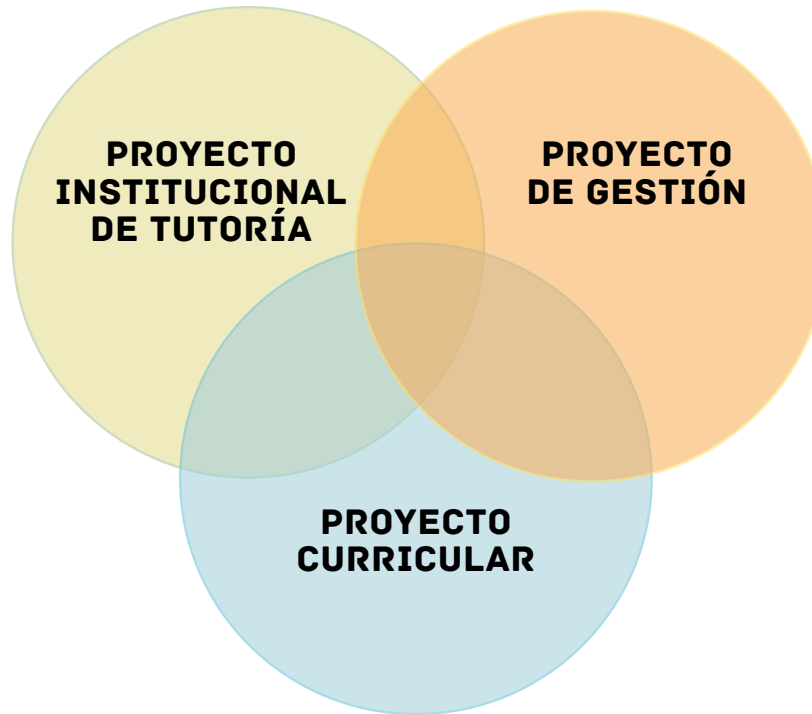 PROYECTO
INSTITUCIONAL
DE TUTORÍA
PROYECTO
DE GESTIÓN
PROYECTO
CURRICULAR